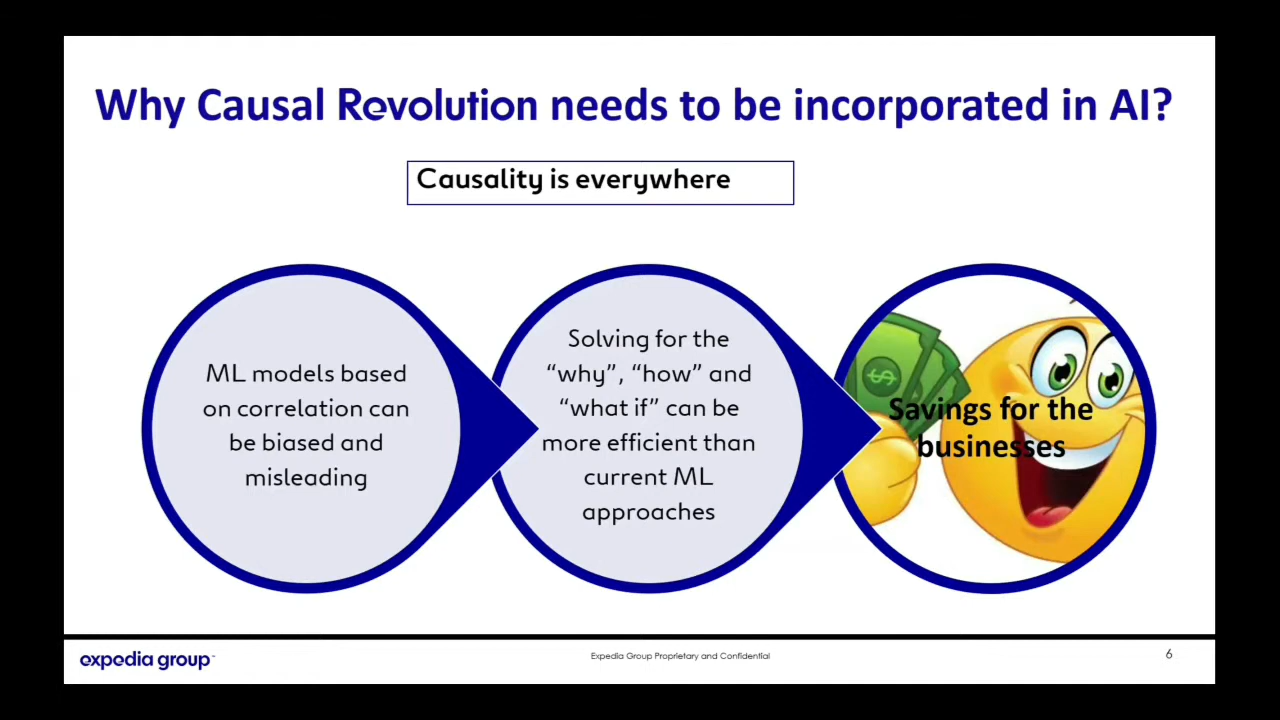 Why Causal Revolution needs to be incorporated in AI?
Causality is everywhere
ML models based
on correlation can
be biased and
misleading
Solving for the
“why”, “how” and
“what if” can be
more efficient than
current ML
approaches
$
Savings for the
businesses
expedia group™
Expedia Group Proprietary and Confidential
6